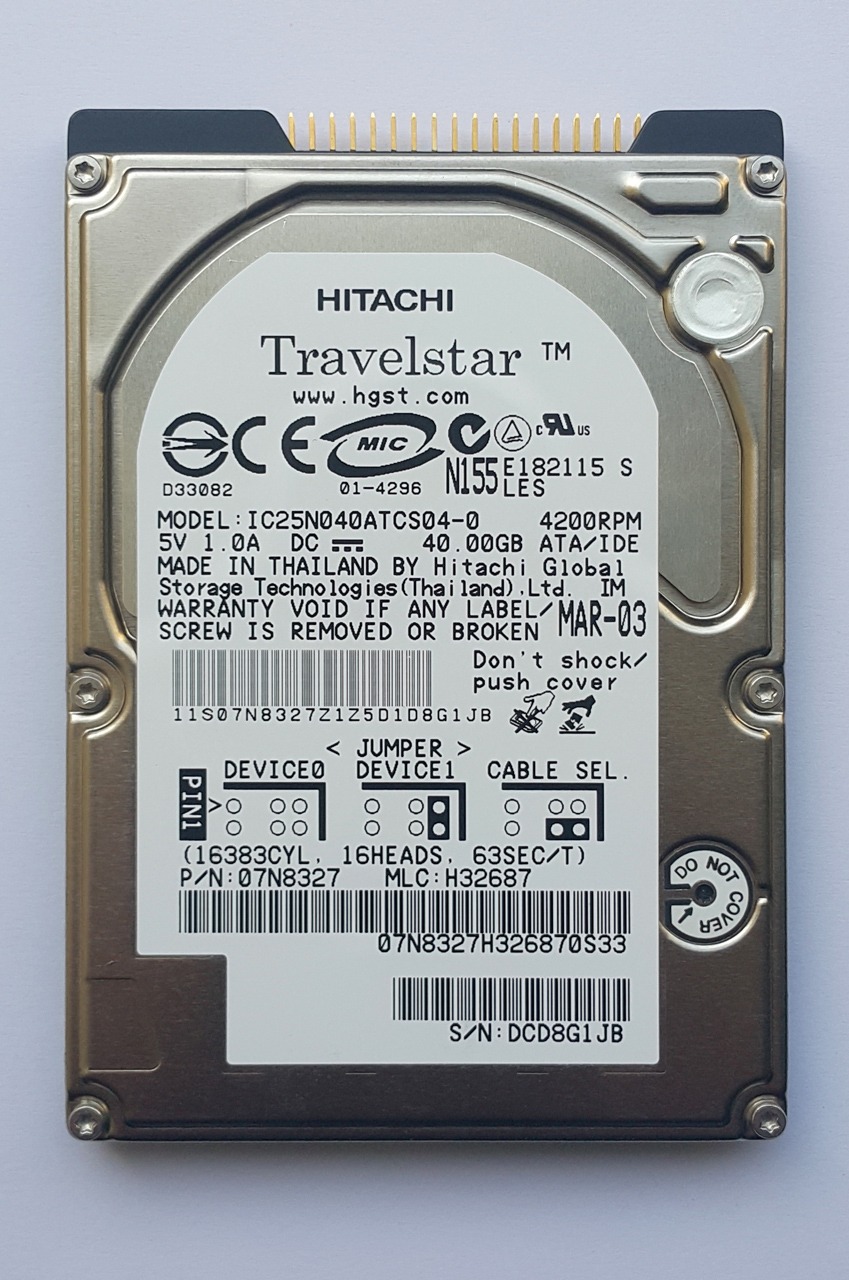 HITACHI
Travelstar ™
www.hgst.com
CE MIC c UR US
D33082 01-4296 N155 E182115 S
LES
MODEL:IC25N040ATCS04-0 4200RPM
5V 1.0A DC 40.00GB ATA/IDE
MADE IN THAILAND BY Hitachi Global
Storage Technologies(Thailand),Ltd. IM
WARRANTY VOID IF ANY LABEL/ MAR-03
SCREW IS REMOVED OR BROKEN
Don't shock/
push cover
11S07N8327Z1Z5D1D8G1JB
< JUMPER >
DEVICE0 DEVICE1 CABLE SEL.
PIN1 >
(16383CYL, 16HEADS, 63SEC/T)
P/N:07N8327 MLC:H32687
DO NOT COVER
07N8327H326870S33
S/N:DCD8G1JB